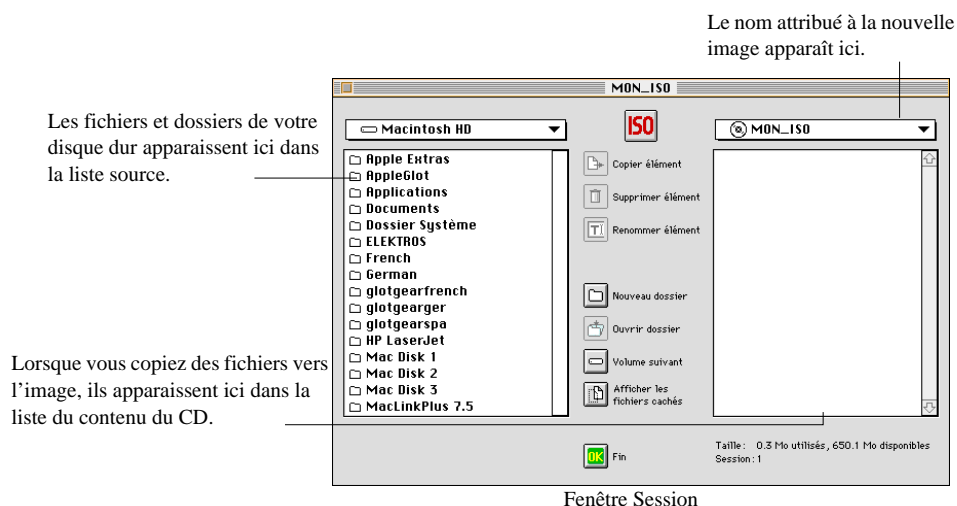 Le nom attribué à la nouvelle
image apparaît ici.
MON_ISO
Les fichiers et dossiers de votre
disque dur apparaissent ici dans
la liste source.
Macintosh HD
ISO
MON_ISO
Apple Extras
AppleGlot
Applications
Documents
Dossier Système
ELEKTROS
French
German
glotgearfrench
glotgearger
glotgearspa
HP LaserJet
Mac Disk 1
Mac Disk 2
Mac Disk 3
MacLinkPlus 7.5
Copier élément
Supprimer élément
Renommer élément
Nouveau dossier
Ouvrir dossier
Volume suivant
Afficher les
fichiers cachés
Lorsque vous copiez des fichiers vers
l’image, ils apparaissent ici dans la
liste du contenu du CD.
OK Fin
Taille : 0.3 Mo utilisés, 650.1 Mo disponibles
Session : 1
Fenêtre Session